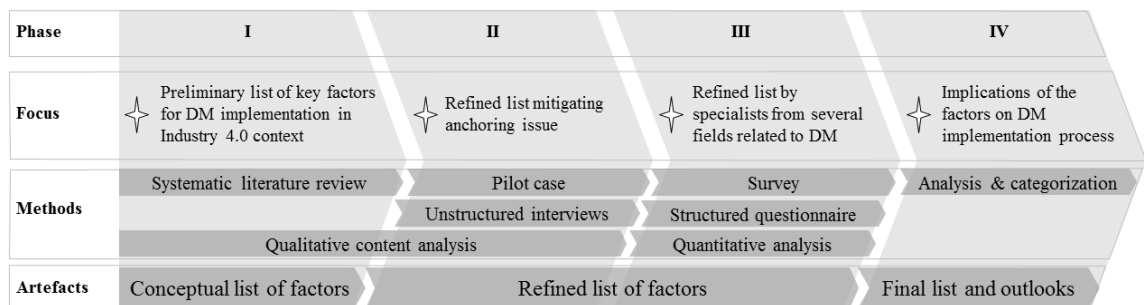 Phase I II III IV
Focus
Preliminary list of key factors
for DM implementation in
Industry 4.0 context
Refined list mitigating
anchoring issue
Refined list by
specialists from several
fields related to DM
Implications of the
factors on DM
implementation process
Methods
Systematic literature review Pilot case Survey Analysis & categorization
Unstructured interviews Structured questionnaire
Qualitative content analysis Quantitative analysis
Artefacts Conceptual list of factors Refined list of factors Final list and outlooks